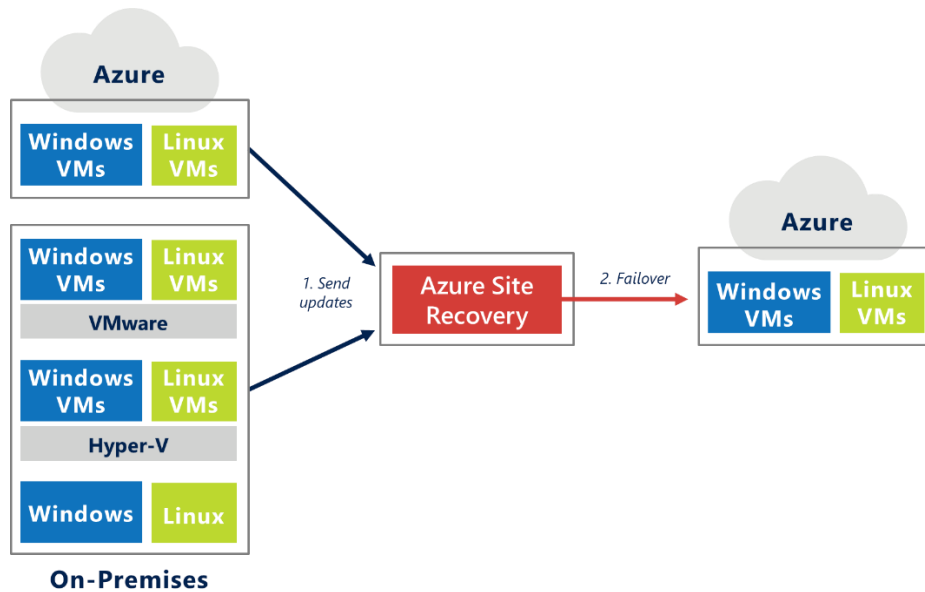 Azure
Windows
VMs
Linux
VMs
Windows
VMs
Linux
VMs
VMware
Windows
VMs
Linux
VMs
Hyper-V
Windows
Linux
On-Premises
1. Send
updates
Azure Site
Recovery
2. Failover
Azure
Windows
VMs
Linux
VMs